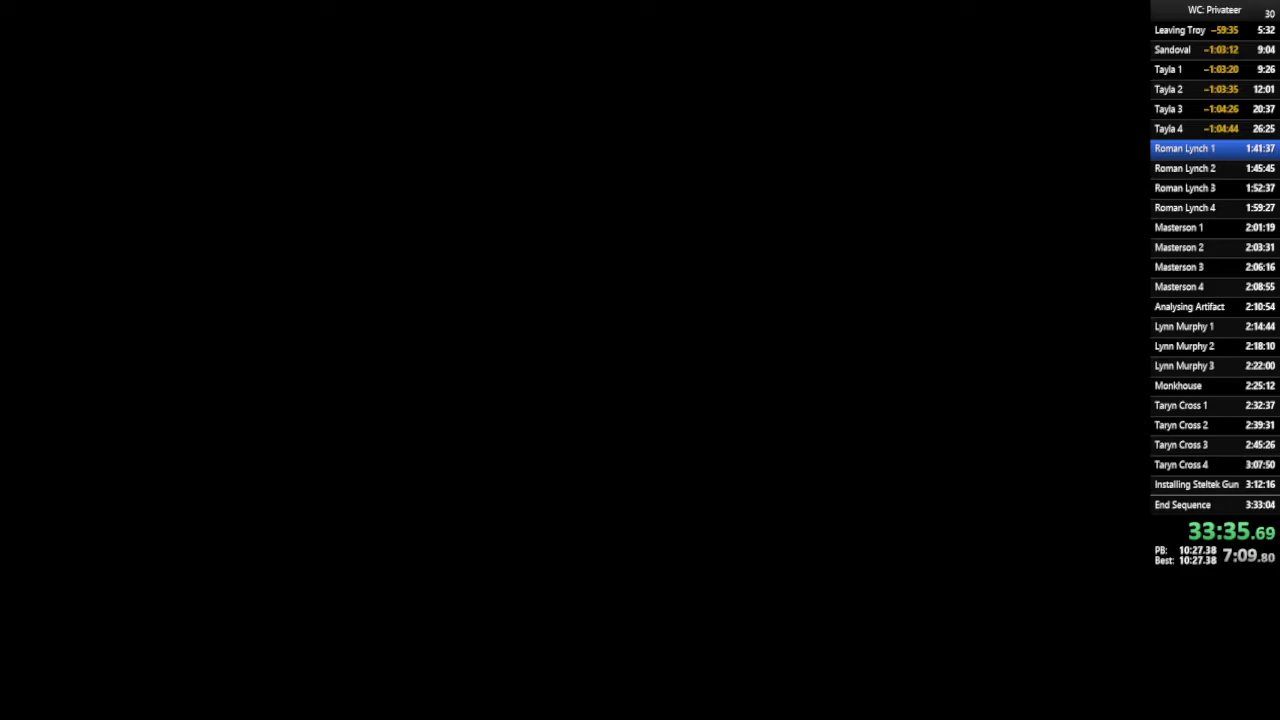 WC: Privateer 30
Leaving Troy −59:35 5:32
Sandoval −1:03:12 9:04
Tayla 1 −1:03:20 9:26
Tayla 2 −1:03:35 12:01
Tayla 3 −1:04:26 20:37
Tayla 4 −1:04:44 26:25
Roman Lynch 1 1:41:37
Roman Lynch 2 1:45:45
Roman Lynch 3 1:52:37
Roman Lynch 4 1:59:27
Masterson 1 2:01:19
Masterson 2 2:03:31
Masterson 3 2:06:16
Masterson 4 2:08:55
Analysing Artifact 2:10:54
Lynn Murphy 1 2:14:44
Lynn Murphy 2 2:18:10
Lynn Murphy 3 2:22:00
Monkhouse 2:25:12
Taryn Cross 1 2:32:37
Taryn Cross 2 2:39:31
Taryn Cross 3 2:45:26
Taryn Cross 4 3:07:50
Installing Steltek Gun 3:12:16
End Sequence 3:33:04
33:35.69
PB: 10:27.38 7:09.80
Best: 10:27.38